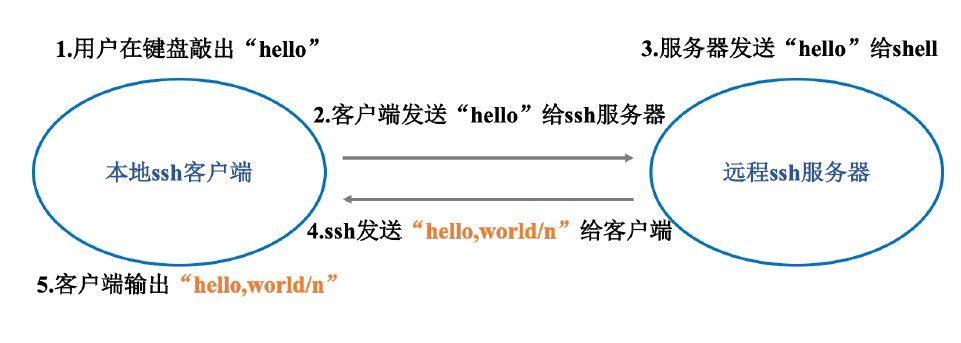 1.用户在键盘敲出“hello”
3.服务器发送“hello”给shell
2.客户端发送“hello”给ssh服务器
本地ssh客户端
远程ssh服务器
4.ssh发送“hello,world/n”给客户端
5.客户端输出“hello,world/n”